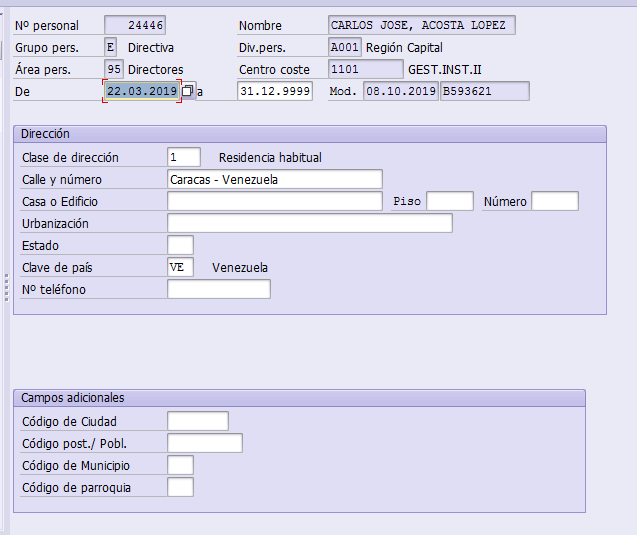 Nº personal 24446 Nombre CARLOS JOSE, ACOSTA LOPEZ
Grupo pers. E Directiva Div.pers. A001 Región Capital
Área pers. 95 Directores Centro coste 1101 GEST.INST.II
De 22.03.2019 a 31.12.9999 Mod. 08.10.2019 B593621
Dirección
Clase de dirección 1 Residencia habitual
Calle y número Caracas - Venezuela
Casa o Edificio Piso Número
Urbanización
Estado
Clave de país VE Venezuela
Nº teléfono
Campos adicionales
Código de Ciudad
Código post./ Pobl.
Código de Municipio
Código de parroquia